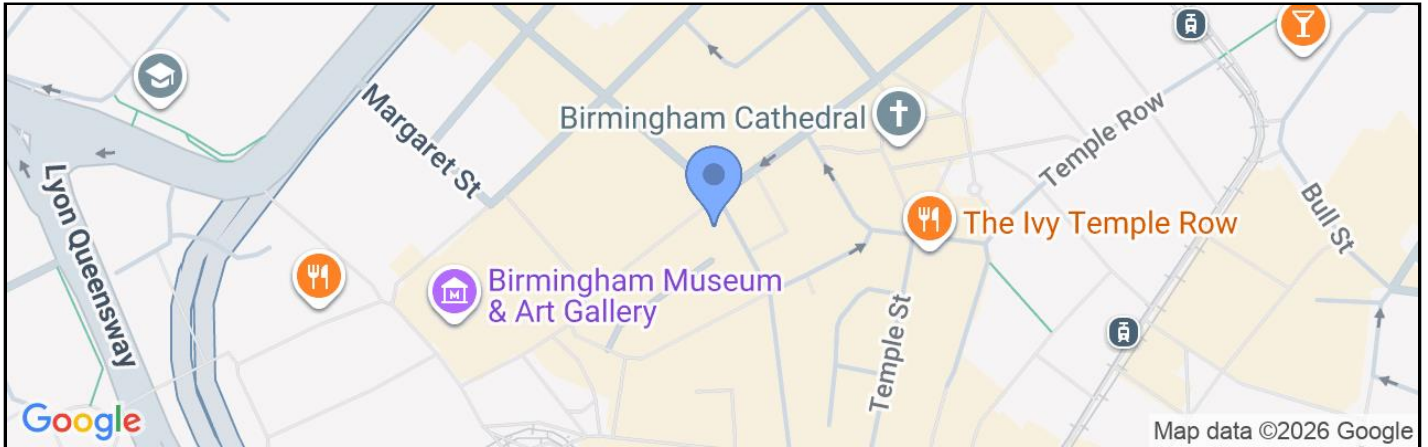 Margaret St
Birmingham Cathedral
Temple Row
Lyon Queensway
The Ivy Temple Row
Bull St
Birmingham Museum
& Art Gallery
Temple St
Google
Map data ©2026 Google